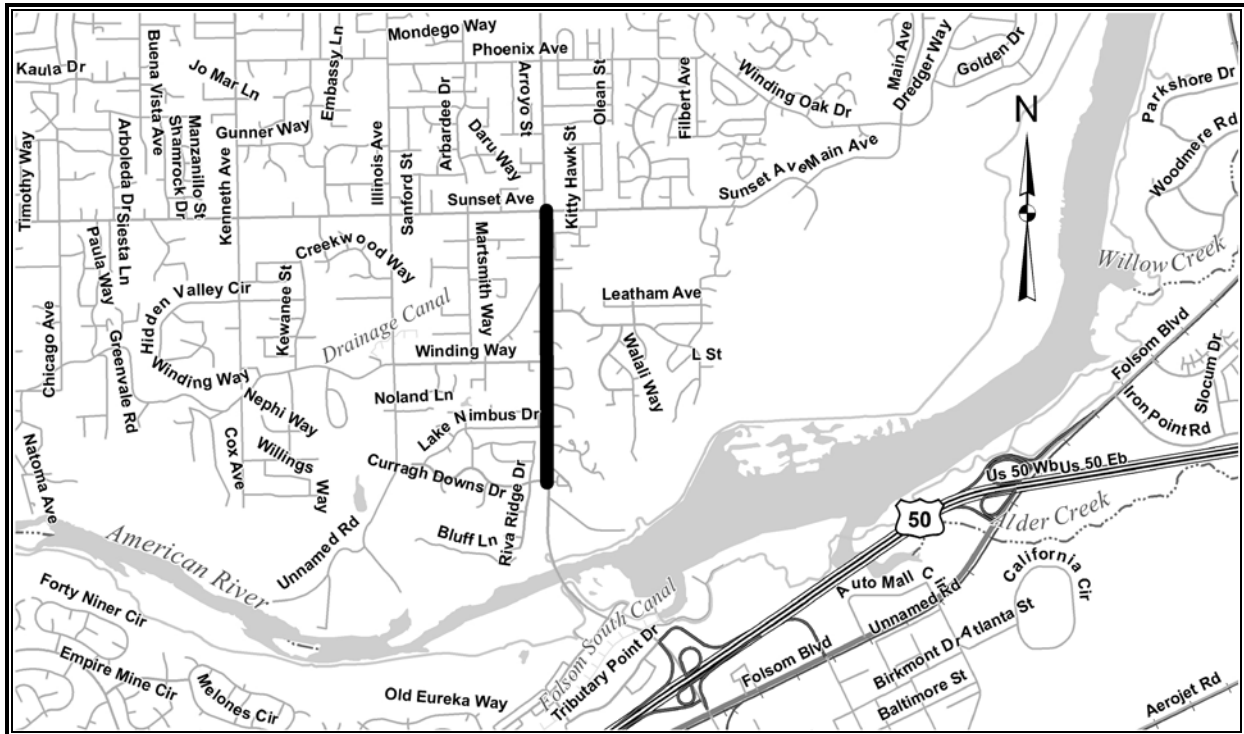 Mondego Way
Phoenix Ave
Kaula Dr
Buena Vista Ave
Jo Mar Ln
Embassy Ln
Arroyo St
Olean St
Filbert Ave
Winding Oak Dr
Main Ave
Dredger Way
Golden Dr
Parkshore Dr
Woodmere Rd
N
Timothy Way
Arboleda Dr
Shamrock Dr
Manzanillo St
Gunner Way
Kenneth Ave
Illinois Ave
Sanford St
Arbardee Dr
Daru Way
Kitty Hawk St
Sunset Ave
Sunset Ave
Main Ave
Siesta Ln
Paula Way
Creekwood Way
Martsmith Way
Willow Creek
Hidden Valley Cir
Kewanee St
Drainage Canal
Leatham Ave
Chicago Ave
Greenvale Rd
Winding Way
Winding Way
Walali Way
L St
Folsom Blvd
Slocum Dr
Iron Point Rd
Nephi Way
Noland Ln
Lake Nimbus Dr
Natoma Ave
Cox Ave
Willings Way
Curragh Downs Dr
Riva Ridge Dr
Us 50 Wb
Us 50 Eb
50
Alder Creek
Bluff Ln
American River
Unnamed Rd
Auto Mall Cir
California Cir
Forty Niner Cir
Unnamed Rd
Atlanta St
Folsom South Canal
Tributary Point Dr
Folsom Blvd
Birkmont Dr
Baltimore St
Empire Mine Cir
Melones Cir
Old Eureka Way
Aerojet Rd